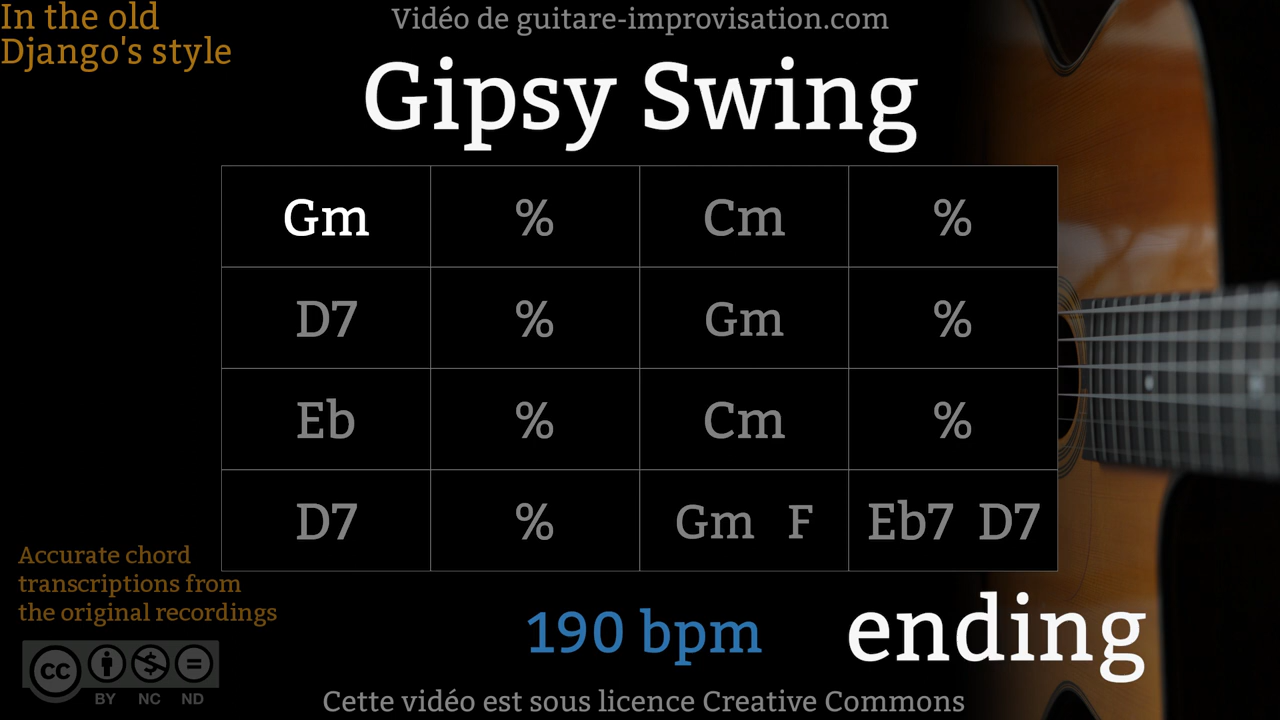 In the old
Django's style
Vidéo de guitare-improvisation.com
Gipsy Swing
Gm % Cm %
D7 % Gm %
Eb % Cm %
D7 % Gm F Eb7 D7
Accurate chord
transcriptions from
the original recordings
190 bpm
ending
cc
BY NC ND
Cette vidéo est sous licence Creative Commons